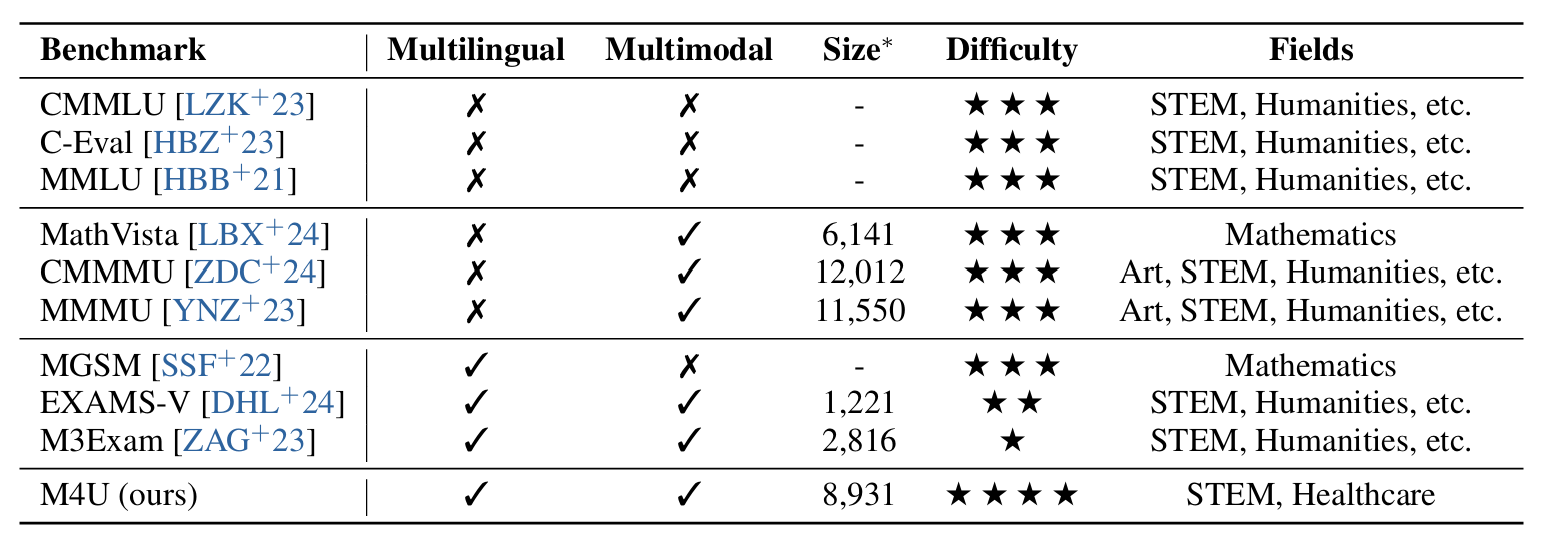 Benchmark Multilingual Multimodal Size* Difficulty Fields
CMMLU [LZK+23] ✗ ✗ - ★ ★ ★ STEM, Humanities, etc.
C-Eval [HBZ+23] ✗ ✗ - ★ ★ ★ STEM, Humanities, etc.
MMLU [HBB+21] ✗ ✗ - ★ ★ ★ STEM, Humanities, etc.
MathVista [LBX+24] ✗ ✓ 6,141 ★ ★ ★ Mathematics
CMMMU [ZDC+24] ✗ ✓ 12,012 ★ ★ ★ Art, STEM, Humanities, etc.
MMMU [YNZ+23] ✗ ✓ 11,550 ★ ★ ★ Art, STEM, Humanities, etc.
MGSM [SSF+22] ✓ ✗ - ★ ★ ★ Mathematics
EXAMS-V [DHL+24] ✓ ✓ 1,221 ★ ★ STEM, Humanities, etc.
M3Exam [ZAG+23] ✓ ✓ 2,816 ★ STEM, Humanities, etc.
M4U (ours) ✓ ✓ 8,931 ★ ★ ★ ★ STEM, Healthcare